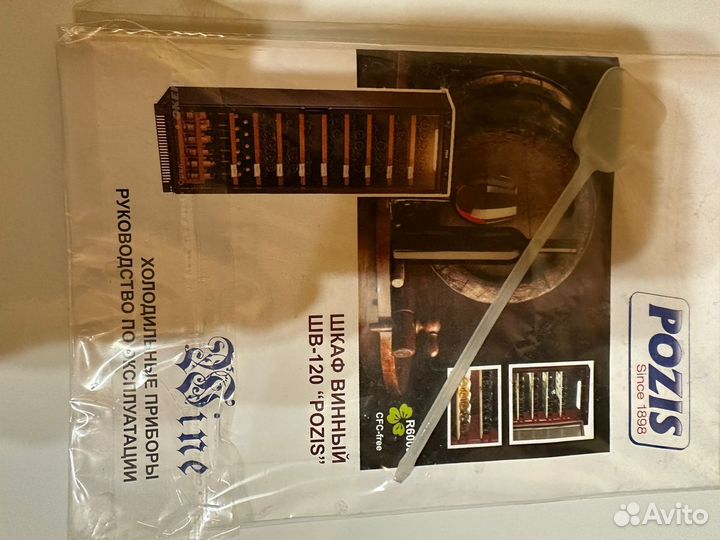 POZIS
Since 1898
R600
CFC-free
ШКАФ ВИННЫЙ
ШВ-120 "POZIS"
Wine
ХОЛОДИЛЬНЫЕ ПРИБОРЫ
РУКОВОДСТВО ПО ЭКСПЛУАТАЦИИ
Avito